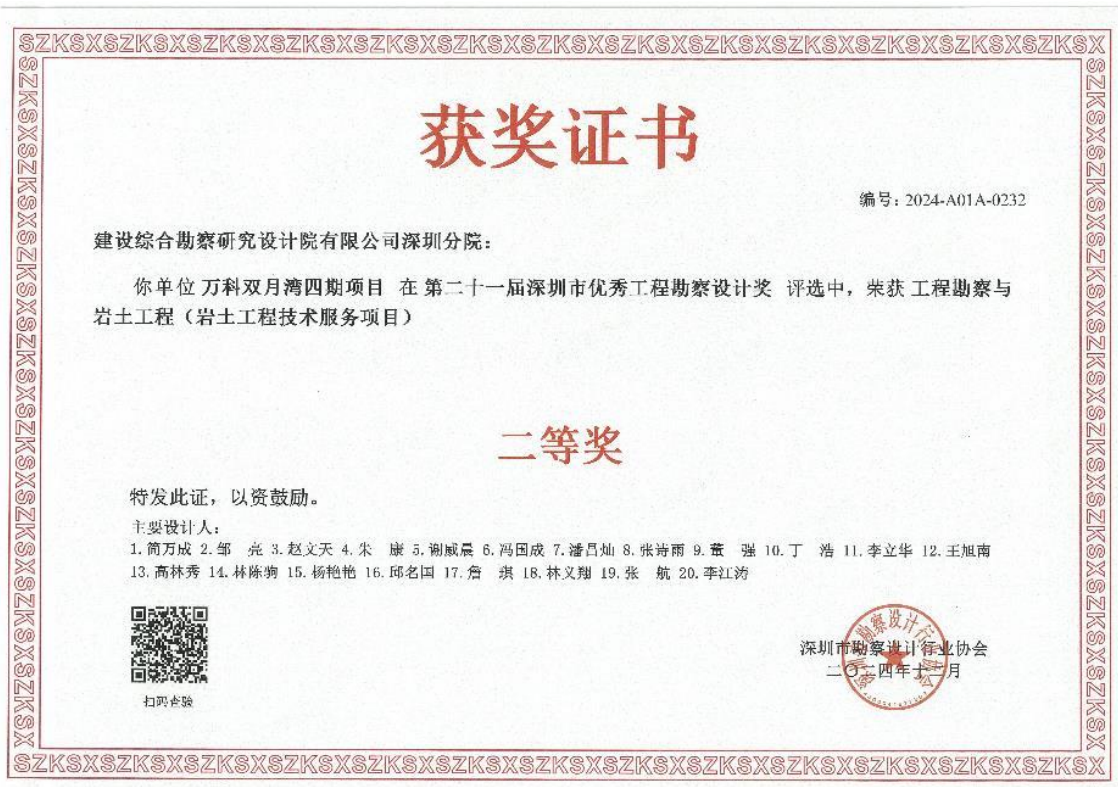 SZKSXSZKSXSZKSXSZKSXSZKSXSZKSXSZKSXSZKSXSZKSXSZKSXSZKSXSZKSX
获奖证书
编号：2024-A01A-0232
建设综合勘察研究设计院有限公司深圳分院：
你单位 万科双月湾四期项目 在 第二十一届深圳市优秀工程勘察设计奖 评选中，荣获 工程勘察与
岩土工程（岩土工程技术服务项目）
二等奖
特发此证，以资鼓励。
主要设计人：
1.简万成 2.邹 亮 3.赵文天 4.朱 康 5.谢威晨 6.冯国成 7.潘昌灿 8.张诗雨 9.董 强 10.丁 浩 11.李立华 12.王旭南
13.高林秀 14.林陈驹 15.杨艳艳 16.邱名国 17.詹 琪 18.林义翔 19.张 航 20.李江涛
扫码查验
深圳市勘察设计行业协会
二〇二四年十二月
SZKSXSZKSXSZKSXSZKSXSZKSXSZKSXSZKSXSZKSXSZKSXSZKSXSZKSXSZKSX